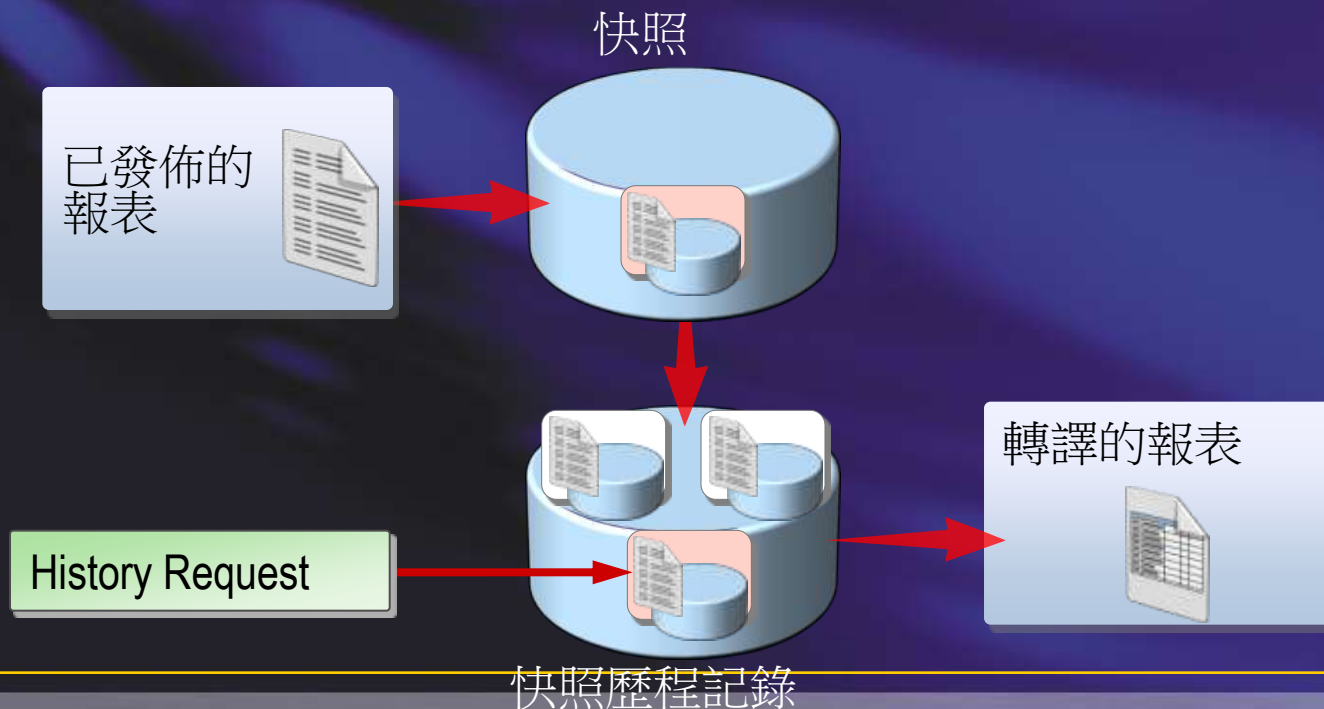 快照
已發佈的
報表
轉譯的報表
History Request
快照歷程記錄